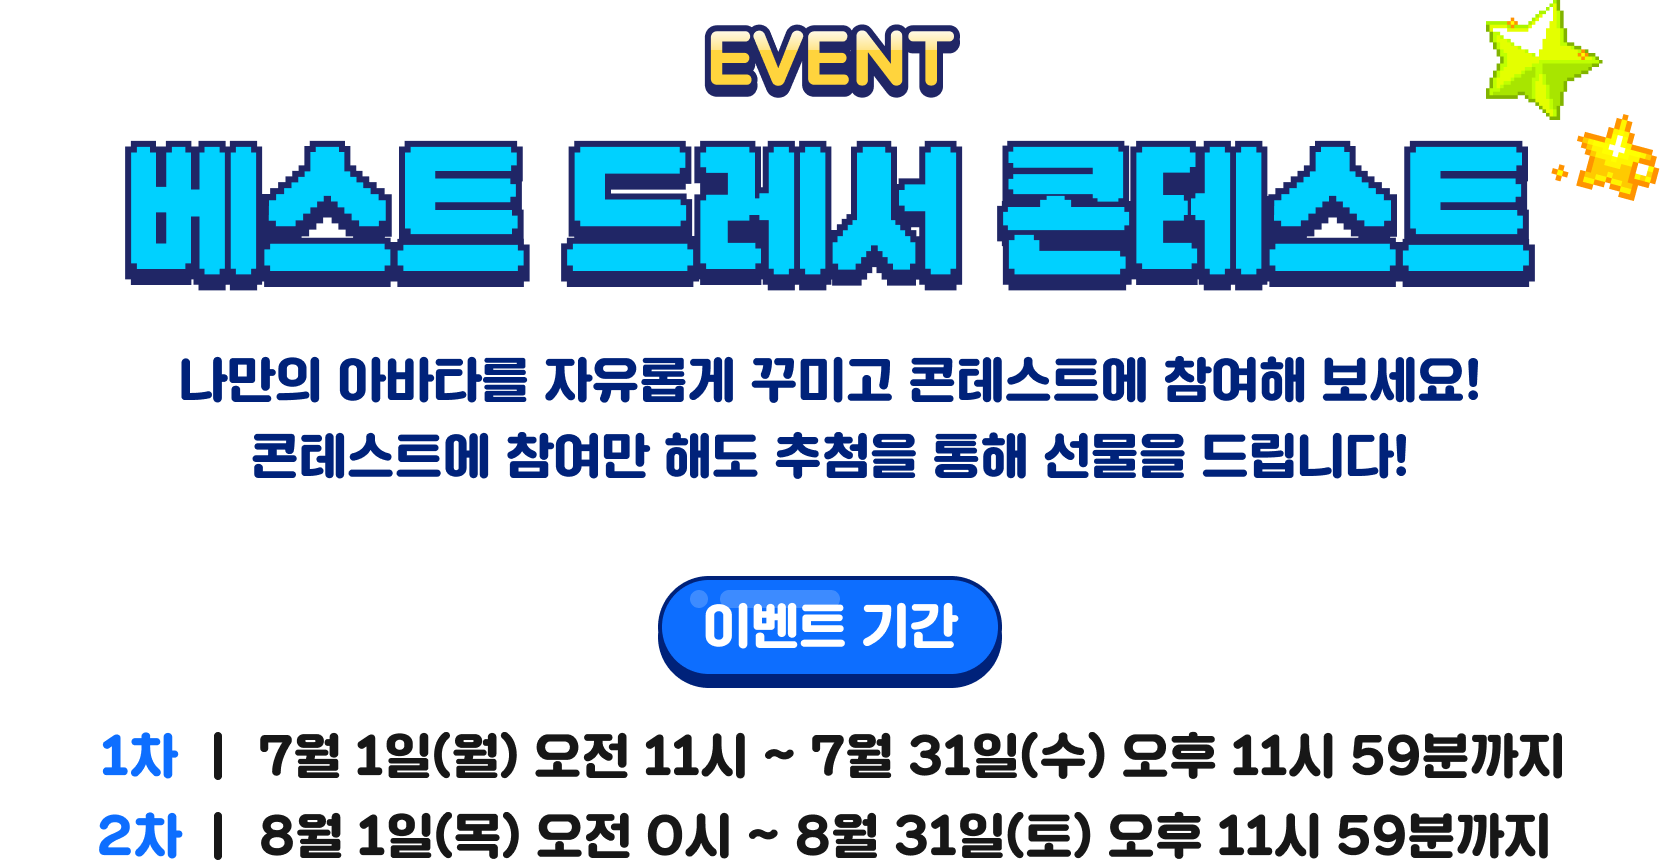 EVENT
베스트 드레서 콘테스트
나만의 아바타를 자유롭게 꾸미고 콘테스트에 참여해 보세요!
콘테스트에 참여만 해도 추첨을 통해 선물을 드립니다!
이벤트 기간
1차 | 7월 1일(월) 오전 11시 ~ 7월 31일(수) 오후 11시 59분까지
2차 | 8월 1일(목) 오전 0시 ~ 8월 31일(토) 오후 11시 59분까지